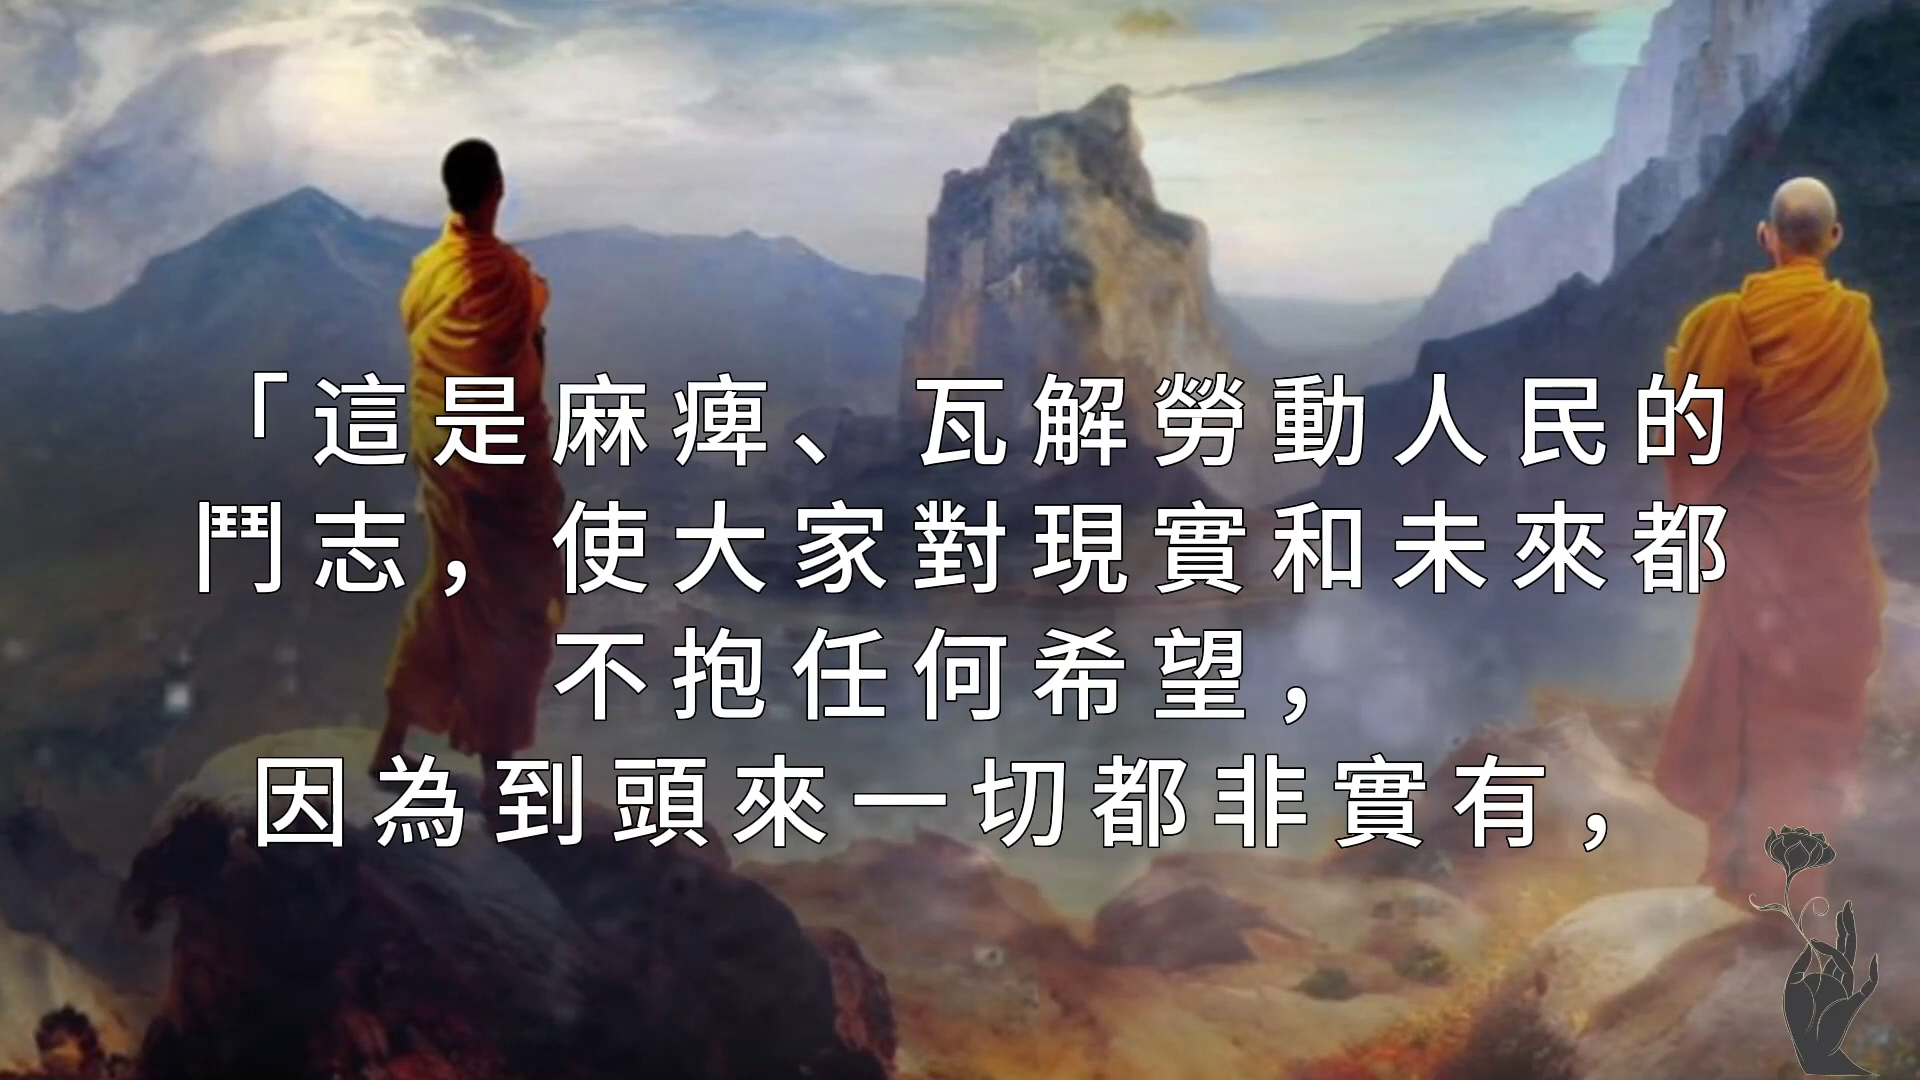 「這是麻痺、瓦解勞動人民的
鬥志，使大家對現實和未來都
不抱任何希望，
因為到頭來一切都非實有，